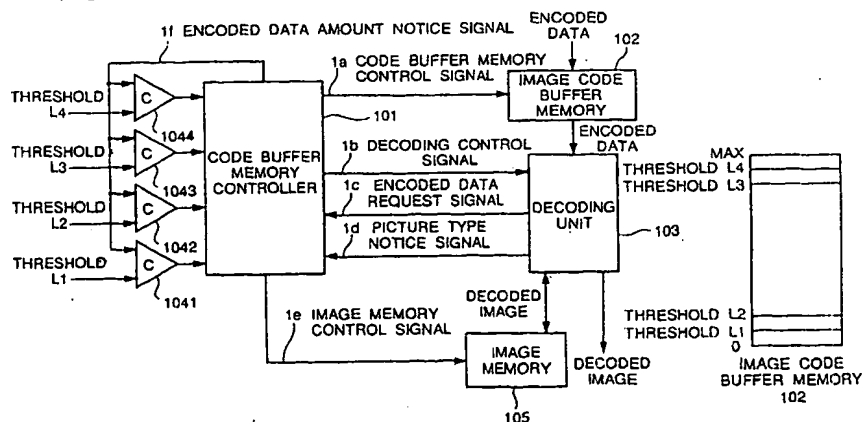 1f ENCODED DATA AMOUNT NOTICE SIGNAL
ENCODED
DATA
1a CODE BUFFER MEMORY
CONTROL SIGNAL
102
THRESHOLD
L4
C
1044
IMAGE CODE
BUFFER MEMORY
101
ENCODED
DATA
1b DECODING CONTROL
SIGNAL
THRESHOLD
L3
C
1043
CODE BUFFER
MEMORY
CONTROLLER
1c ENCODED DATA
REQUEST SIGNAL
DECODING
UNIT
103
THRESHOLD
L2
C
1042
1d PICTURE TYPE
NOTICE SIGNAL
THRESHOLD
L1
C
1041
1e IMAGE MEMORY
CONTROL SIGNAL
DECODED
IMAGE
IMAGE
MEMORY
105
DECODED
IMAGE
MAX
THRESHOLD L4
THRESHOLD L3
THRESHOLD L2
THRESHOLD L1
0
IMAGE CODE
BUFFER MEMORY
102